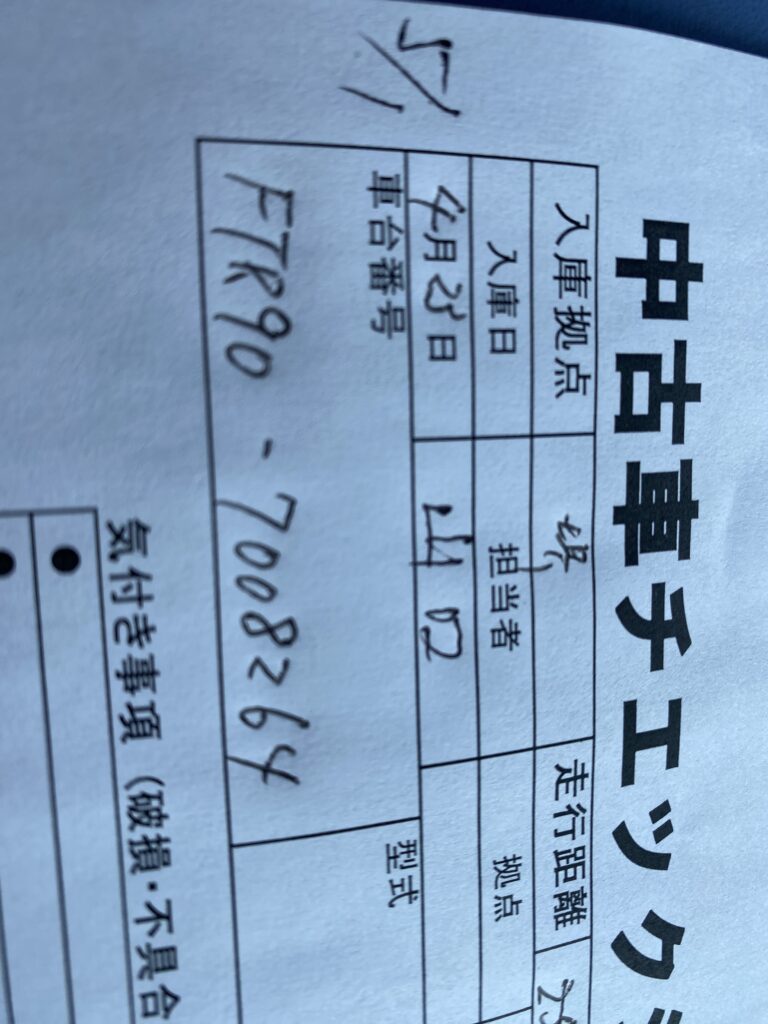 中古車チェック
5/1
入庫拠点
走行距離
入庫日 担当者 拠点
4月25日 山口
車台番号 型式
FTR90-7008264
気付き事項（破損・不具合